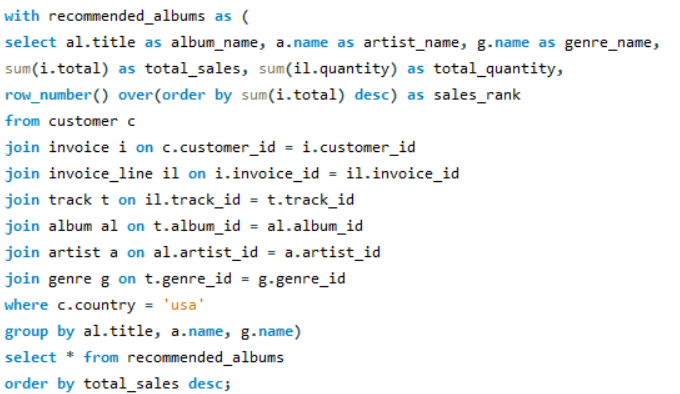 with recommended_albums as (
select al.title as album_name, a.name as artist_name, g.name as genre_name,
sum(i.total) as total_sales, sum(il.quantity) as total_quantity,
row_number() over(order by sum(i.total) desc) as sales_rank
from customer c
join invoice i on c.customer_id = i.customer_id
join invoice_line il on i.invoice_id = il.invoice_id
join track t on il.track_id = t.track_id
join album al on t.album_id = al.album_id
join artist a on al.artist_id = a.artist_id
join genre g on t.genre_id = g.genre_id
where c.country = 'usa'
group by al.title, a.name, g.name)
select * from recommended_albums
order by total_sales desc;